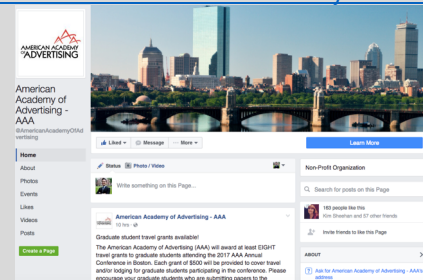 AMERICAN ACADEMY
OF ADVERTISING
American
Academy of
Advertising -
AAA
@AmericanAcademyOfAd
vertising
Home
About
Photos
Events
Likes
Videos
Posts
Create a Page
Liked
Message
More
Learn More
Status
Photo / Video
Write something on this Page...
American Academy of Advertising - AAA
10 hrs
Graduate student travel grants available!
The American Academy of Advertising (AAA) will award at least EIGHT
travel grants to graduate students attending the 2017 AAA Annual
Conference in Boston. Each grant of $500 will be provided to cover travel
and/or lodging for graduate students participating in the conference. Please
encourage your graduate students who are submitting papers to the
Non-Profit Organization
Search for posts on this Page
183 people like this
Kim Sheehan and 57 other friends
Invite friends to like this Page
ABOUT
Ask for American Academy of Advertising - AAA's
address